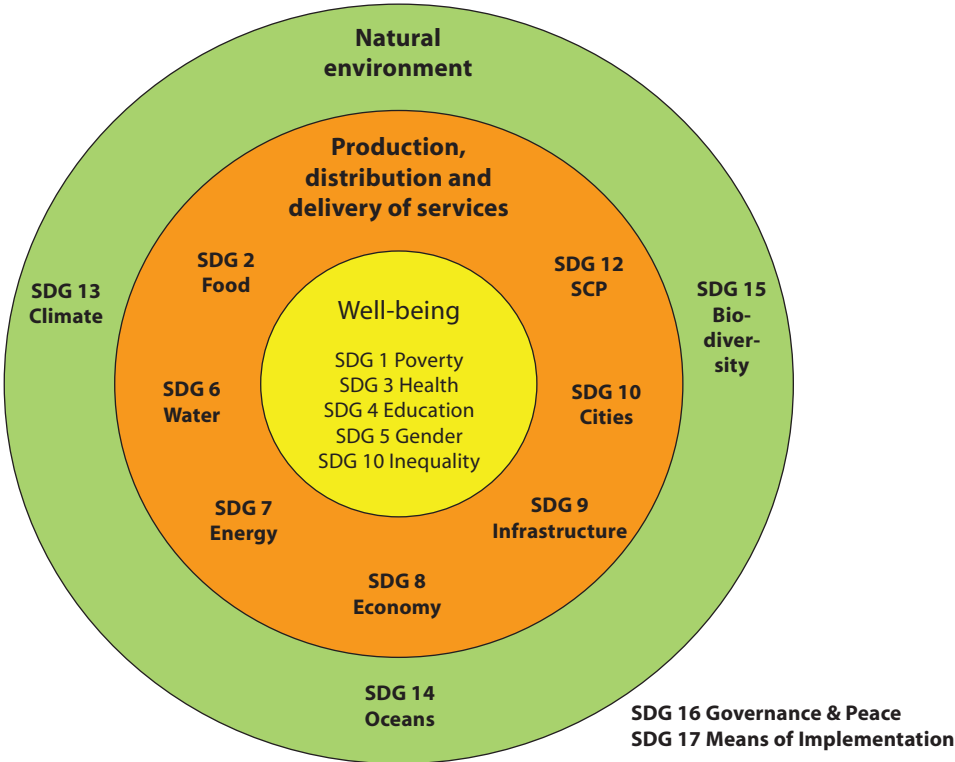 Natural
environment
Production,
distribution and
delivery of services
SDG 2
Food
SDG 12
SCP
SDG 13
Climate
SDG 15
Bio-
diver-
sity
Well-being
SDG 1 Poverty
SDG 3 Health
SDG 4 Education
SDG 5 Gender
SDG 10 Inequality
SDG 6
Water
SDG 10
Cities
SDG 7
Energy
SDG 9
Infrastructure
SDG 8
Economy
SDG 14
Oceans
SDG 16 Governance & Peace
SDG 17 Means of Implementation